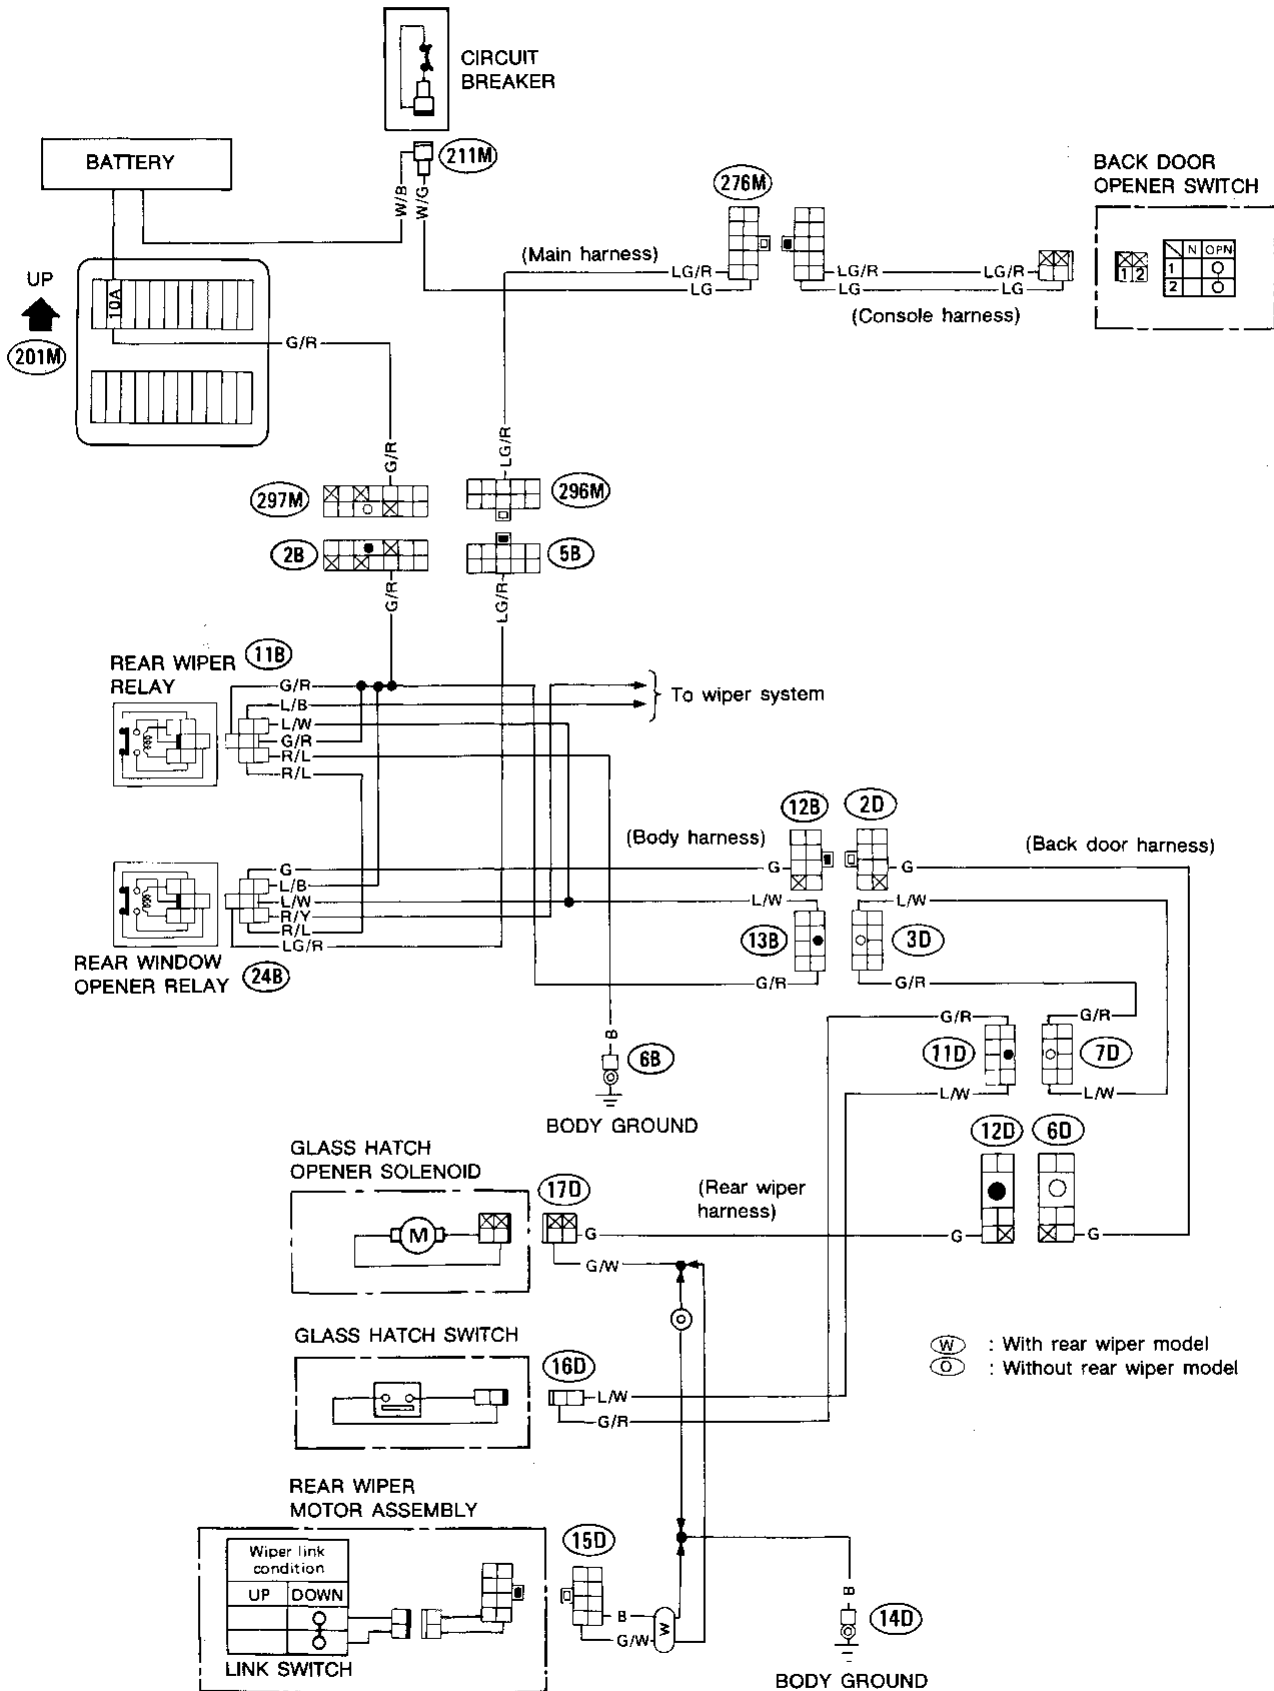 CIRCUIT
BREAKER
BATTERY
211M
W/B
W/G
276M
BACK DOOR
OPENER SWITCH
N OPN
1
2
1 2
(Main harness)
LG/R
LG
LG/R
LG
LG/R
LG
(Console harness)
UP
201M
10A
G/R
G/R
LG/R
297M
296M
2B
5B
G/R
LG/R
REAR WIPER
RELAY
11B
G/R
L/B
L/W
G/R
R/L
R/L
To wiper system
12B
2D
(Body harness)
(Back door harness)
G
L/B
L/W
R/Y
R/L
LG/R
G
G
L/W
L/W
13B
3D
REAR WINDOW
OPENER RELAY
24B
G/R
G/R
G/R
G/R
11D
7D
B
6B
L/W
L/W
BODY GROUND
12D
6D
GLASS HATCH
OPENER SOLENOID
17D
(Rear wiper
harness)
M
G
G
G
G/W
GLASS HATCH SWITCH
16D
L/W
G/R
W : With rear wiper model
O : Without rear wiper model
REAR WIPER
MOTOR ASSEMBLY
15D
Wiper link
condition
UP DOWN
LINK SWITCH
B
G/W
W
B
14D
BODY GROUND